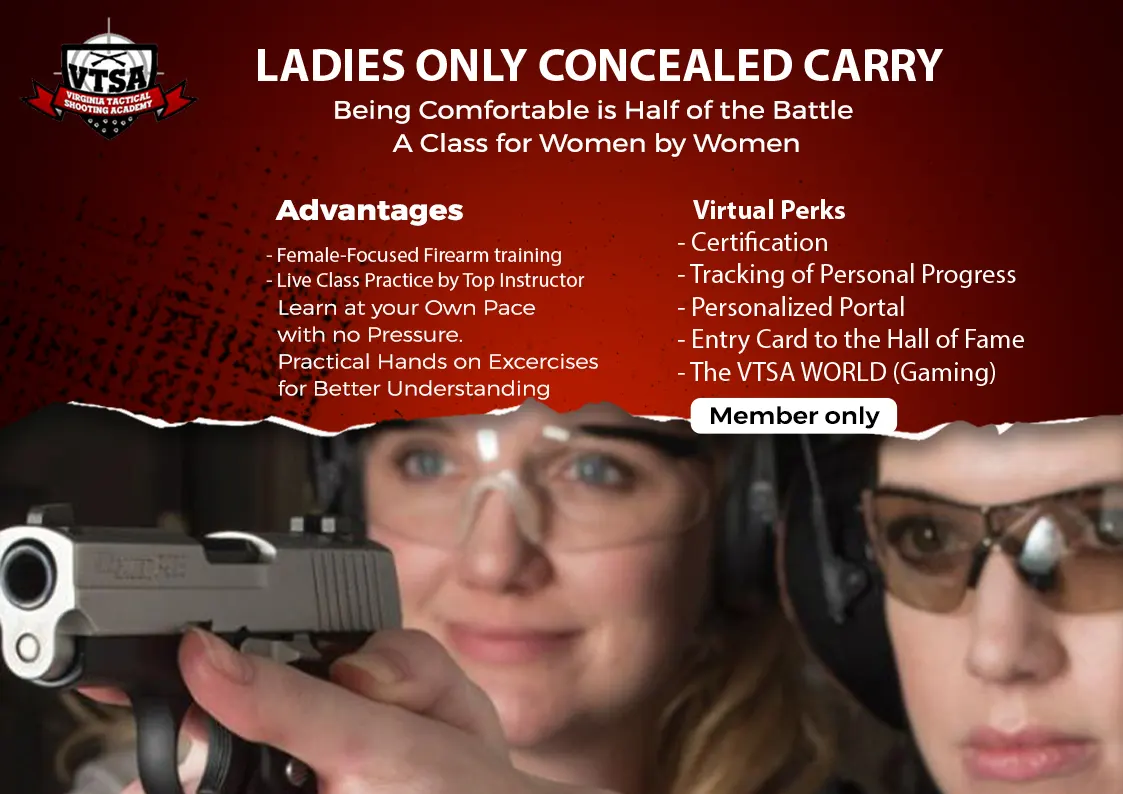 VTSA
VIRGINIA TACTICAL
SHOOTING ACADEMY
LADIES ONLY CONCEALED CARRY
Being Comfortable is Half of the Battle
A Class for Women by Women
Advantages
- Female-Focused Firearm training
- Live Class Practice by Top Instructor
Learn at your Own Pace
with no Pressure.
Practical Hands on Excercises
for Better Understanding
Virtual Perks
- Certification
- Tracking of Personal Progress
- Personalized Portal
- Entry Card to the Hall of Fame
- The VTSA WORLD (Gaming)
Member only